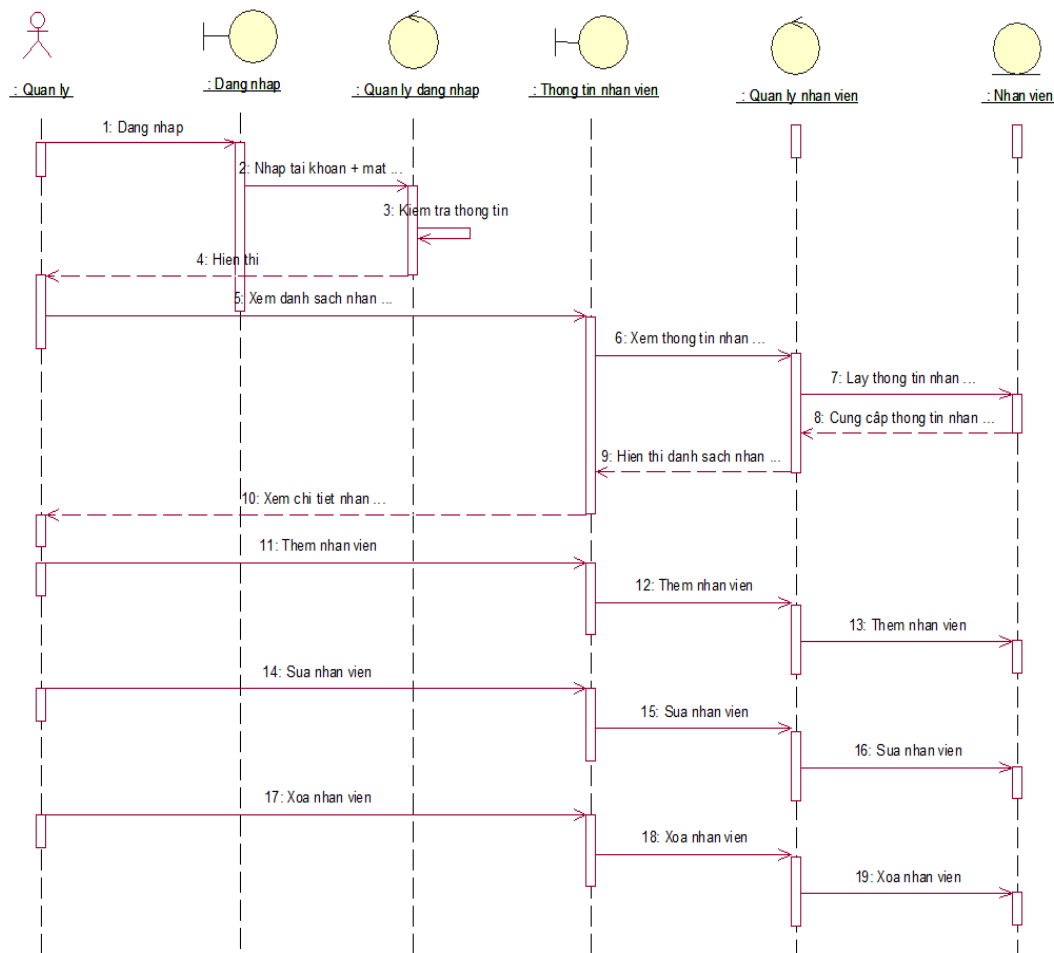 : Quan ly
: Dang nhap
: Quan ly dang nhap
: Thong tin nhan vien
: Quan ly nhan vien
: Nhan vien
1: Dang nhap
2: Nhap tai khoan + mat ...
3: Kiem tra thong tin
4: Hien thi
5: Xem danh sach nhan ...
6: Xem thong tin nhan ...
7: Lay thong tin nhan ...
8: Cung câp thong tin nhan ...
9: Hien thi danh sach nhan ...
10: Xem chi tiet nhan ...
11: Them nhan vien
12: Them nhan vien
13: Them nhan vien
14: Sua nhan vien
15: Sua nhan vien
16: Sua nhan vien
17: Xoa nhan vien
18: Xoa nhan vien
19: Xoa nhan vien